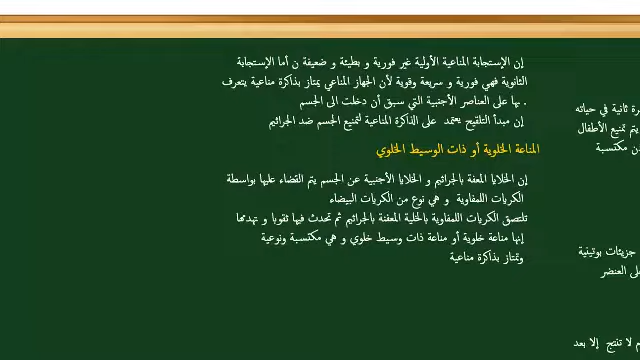 إن الإستجابة المناعية الأولية غير فورية و بطيئة و ضعيفة ن أما الإستجابة
الثانوية فهي فورية و سريعة وقوية لأن الجهاز المناعي يمتاز بذاكرة مناعية يتعرف
. بها على العناصر الأجنبية التي سبق أن دخلت الى الجسم
إن مبدأ التلقيح يعتمد على الذاكرة المناعية لتمنيع الجسم ضد الجراثيم
المناعة الخلوية أو ذات الوسيط الخلوي
إن الخلايا المعفنة بالجراثيم و الخلايا الأجنبية عن الجسم يتم القضاء عليها بواسطة
الكريات اللمفاوية و هي نوع من الكريات البيضاء
تلتصق الكريات اللمفاوية بالخلية المعفنة بالجراثيم ثم تحدث فيها ثقوبا و تهدمها
إنها مناعة خلوية أو مناعة ذات وسيط خلوي و هي مكتسبة ونوعية
وتمتاز بذاكرة مناعية
ثانية في حياته
يتم تمنيع الأطفال
مكتسبة
جزيئات بوتينية
العنضر
لا تنتج إلا بعد